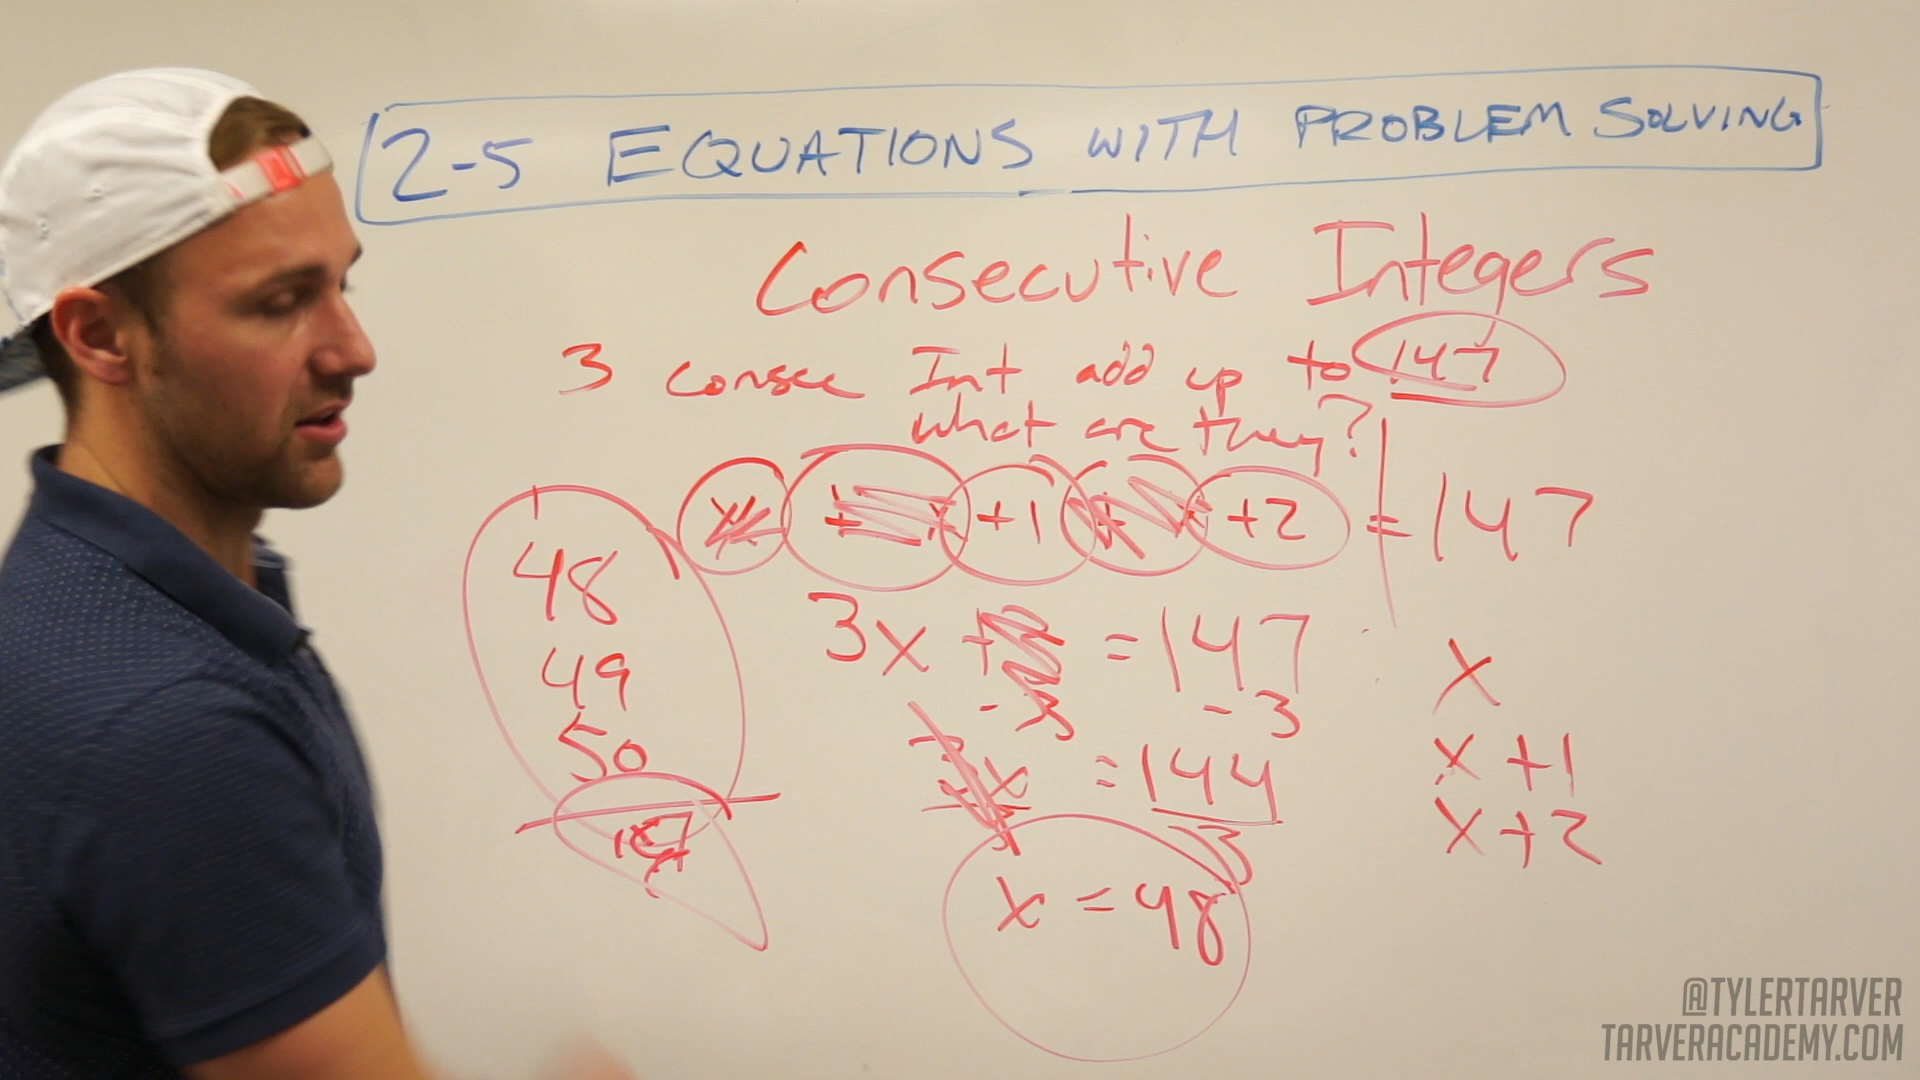 2-5 EQUATIONS WITH PROBLEM SOLVING
Consecutive Integers
3 consec Int add up to 147
what are they?
x + x +1 + x +2 = 147
3x + 3 = 147
- 3 - 3
3x = 144
3 3
x = 48
1
48
49
50
147
x
x +1
x +2
@TYLERTARVER
TARVERACADEMY.COM